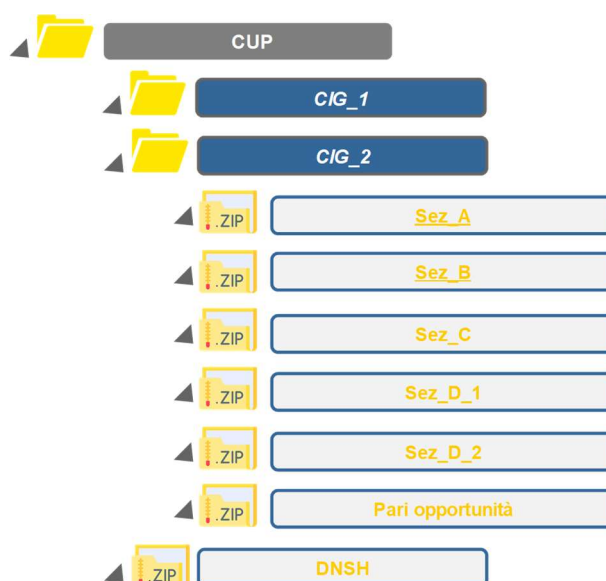 CUP
CIG_1
CIG_2
.ZIP Sez_A
.ZIP Sez_B
.ZIP Sez_C
.ZIP Sez_D_1
.ZIP Sez_D_2
.ZIP Pari opportunità
.ZIP DNSH